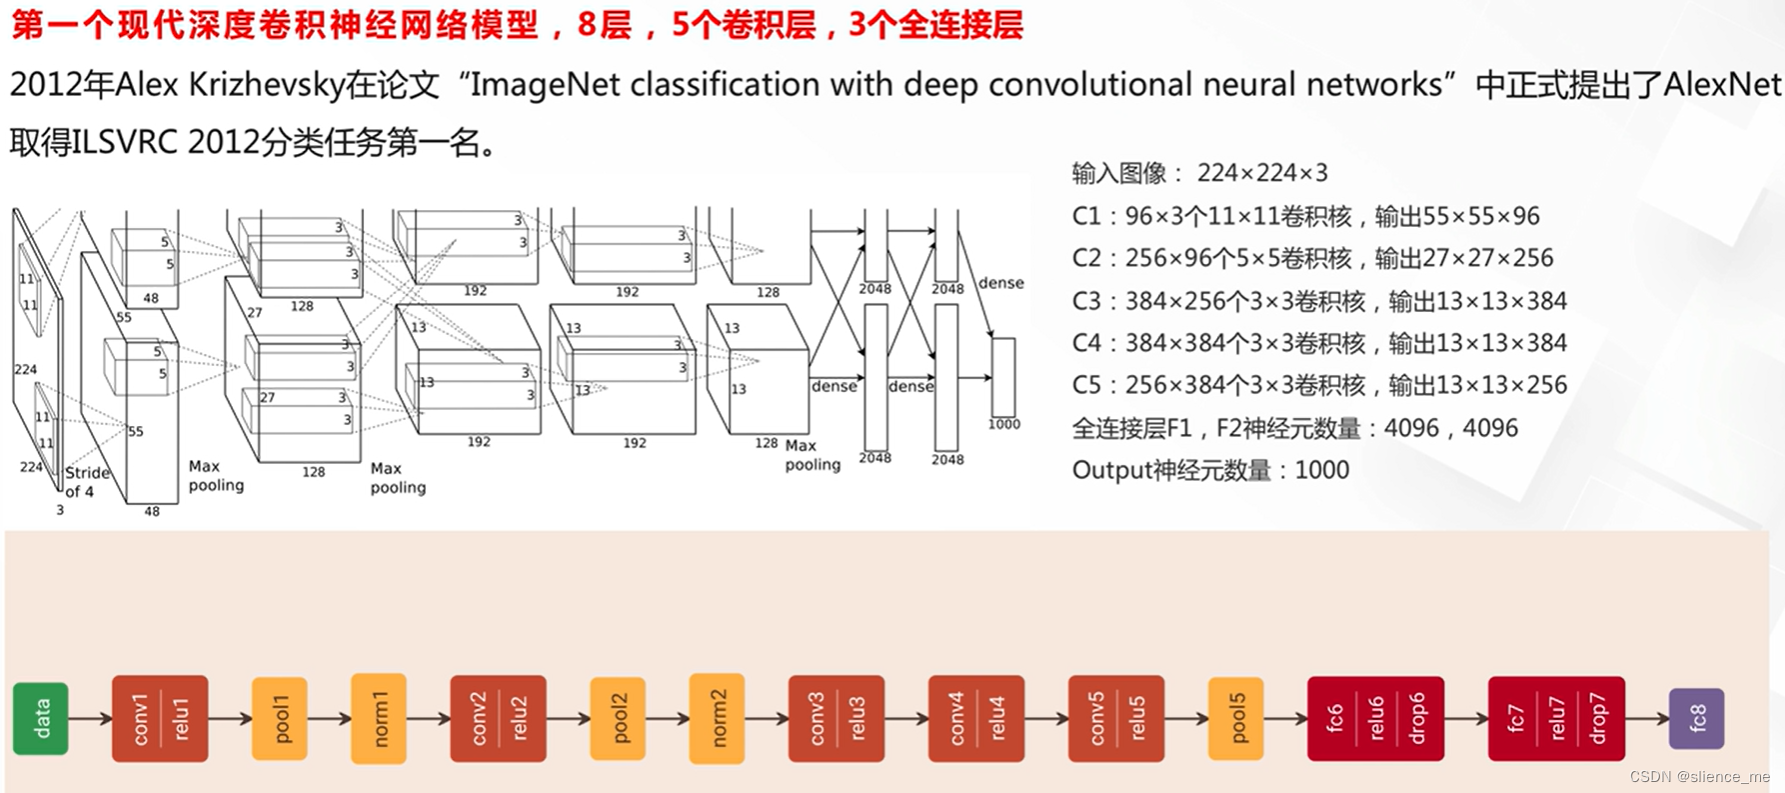 第一个现代深度卷积神经网络模型，8层，5个卷积层，3个全连接层
2012年Alex Krizhevsky在论文“ImageNet classification with deep convolutional neural networks”中正式提出了AlexNet
取得ILSVRC 2012分类任务第一名。
输入图像： 224×224×3
C1：96×3个11×11卷积核，输出55×55×96
C2：256×96个5×5卷积核，输出27×27×256
C3：384×256个3×3卷积核，输出13×13×384
C4：384×384个3×3卷积核，输出13×13×384
C5：256×384个3×3卷积核，输出13×13×256
全连接层F1，F2神经元数量：4096，4096
Output神经元数量：1000
11
11
224
11
11
224
3
Stride
of 4
5
5
48
55
5
5
55
48
Max
pooling
3
3
3
128
27
3
3
27
3
3
128
Max
pooling
3
3
192
13
3
13
3
192
3
3
192
13
3
3
13
192
128
13
13
128
Max
pooling
2048
2048
dense
dense
dense
2048
2048
1000
data
conv1
relu1
pool1
norm1
conv2
relu2
pool2
norm2
conv3
relu3
conv4
relu4
conv5
relu5
pool5
fc6
relu6
drop6
fc7
relu7
drop7
fc8
CSDN @slience_me